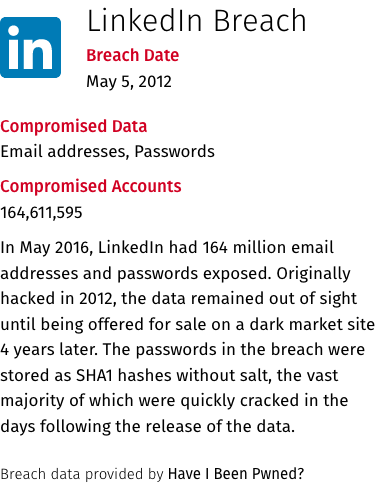 in
LinkedIn Breach
Breach Date
May 5, 2012
Compromised Data
Email addresses, Passwords
Compromised Accounts
164,611,595
In May 2016, LinkedIn had 164 million email
addresses and passwords exposed. Originally
hacked in 2012, the data remained out of sight
until being offered for sale on a dark market site
4 years later. The passwords in the breach were
stored as SHA1 hashes without salt, the vast
majority of which were quickly cracked in the
days following the release of the data.
Breach data provided by Have I Been Pwned?